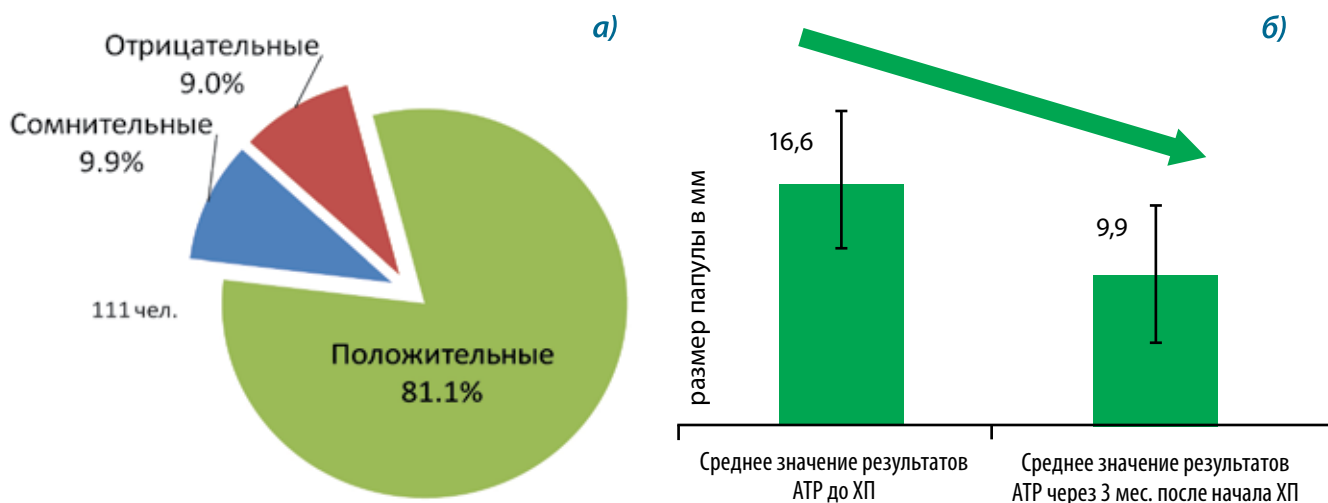 а)
Отрицательные
9.0%
Сомнительные
9.9%
111 чел.
Положительные
81.1%
б)
размер папулы в мм
16,6
9,9
Среднее значение результатов
АТР до ХП
Среднее значение результатов
АТР через 3 мес. после начала ХП